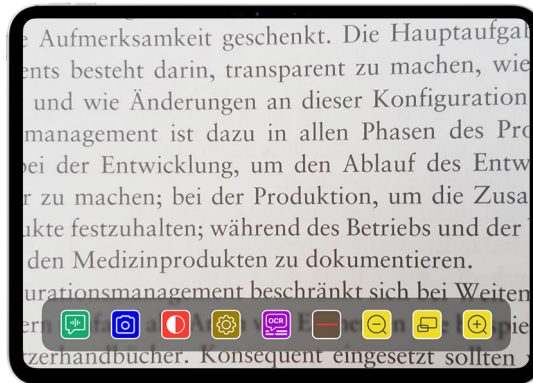 Aufmerksamkeit geschenkt. Die Hauptaufga
ents besteht darin, transparent zu machen, wie
und wie Änderungen an dieser Konfiguration
management ist dazu in allen Phasen des Pro
bei der Entwicklung, um den Ablauf des Entw
r zu machen; bei der Produktion, um die Zusa
ukte festzuhalten; während des Betriebs und der
den Medizinprodukten zu dokumentieren.
urationsmanagement beschränkt sich bei Weiten
OCR
rzerhandbücher. Konsequent eingesetzt sollten